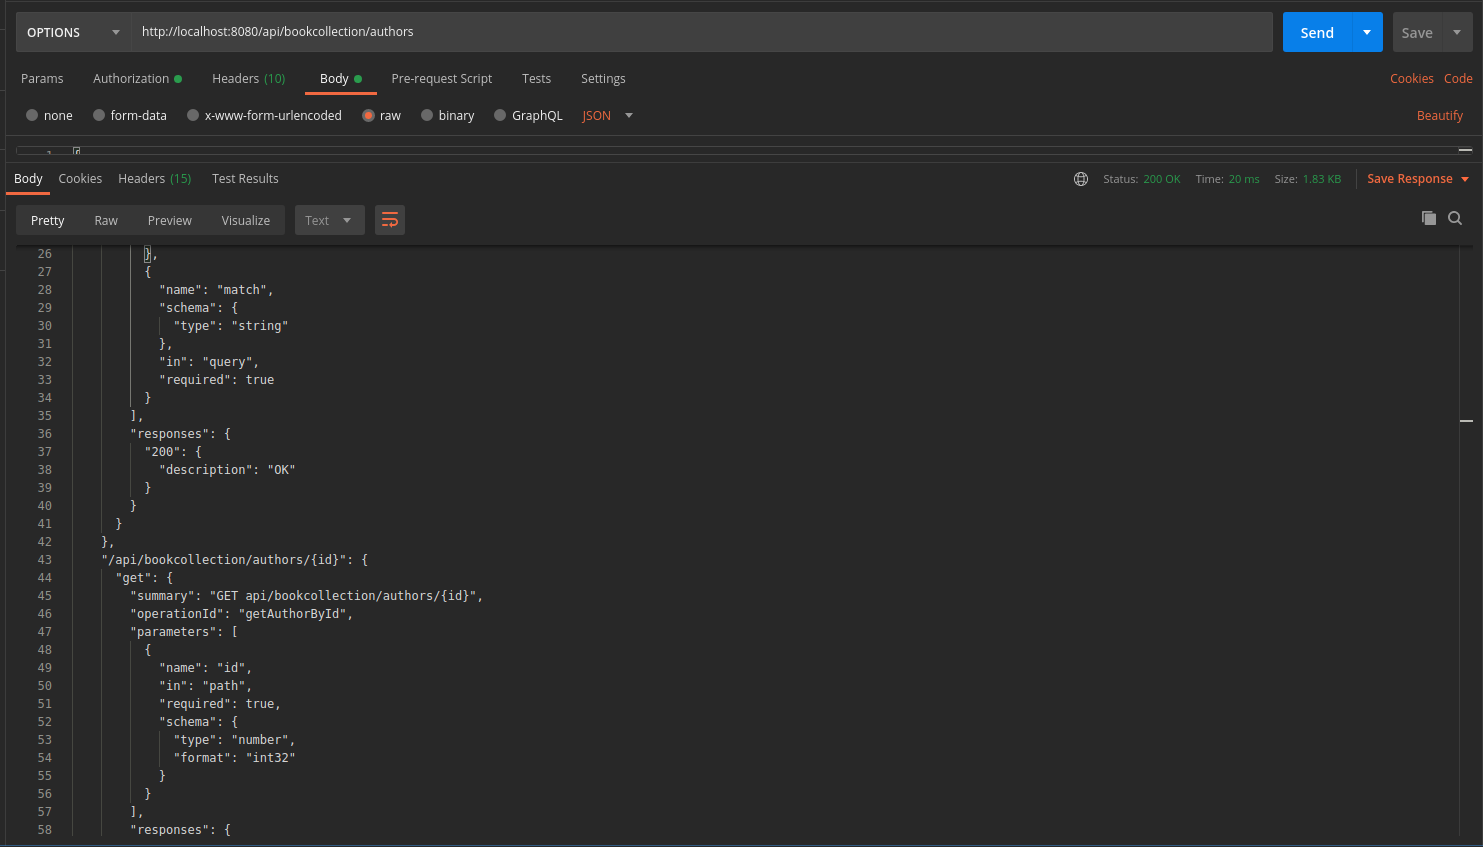 OPTIONS http://localhost:8080/api/bookcollection/authors Send Save
Params Authorization Headers (10) Body Pre-request Script Tests Settings Cookies Code
none form-data x-www-form-urlencoded raw binary GraphQL JSON Beautify
Body Cookies Headers (15) Test Results Status: 200 OK Time: 20 ms Size: 1.83 KB Save Response
Pretty Raw Preview Visualize Text
26 },
27 {
28 "name": "match",
29 "schema": {
30 "type": "string"
31 },
32 "in": "query",
33 "required": true
34 }
35 ],
36 "responses": {
37 "200": {
38 "description": "OK"
39 }
40 }
41 }
42 },
43 "/api/bookcollection/authors/{id}": {
44 "get": {
45 "summary": "GET api/bookcollection/authors/{id}",
46 "operationId": "getAuthorById",
47 "parameters": [
48 {
49 "name": "id",
50 "in": "path",
51 "required": true,
52 "schema": {
53 "type": "number",
54 "format": "int32"
55 }
56 }
57 ],
58 "responses": {